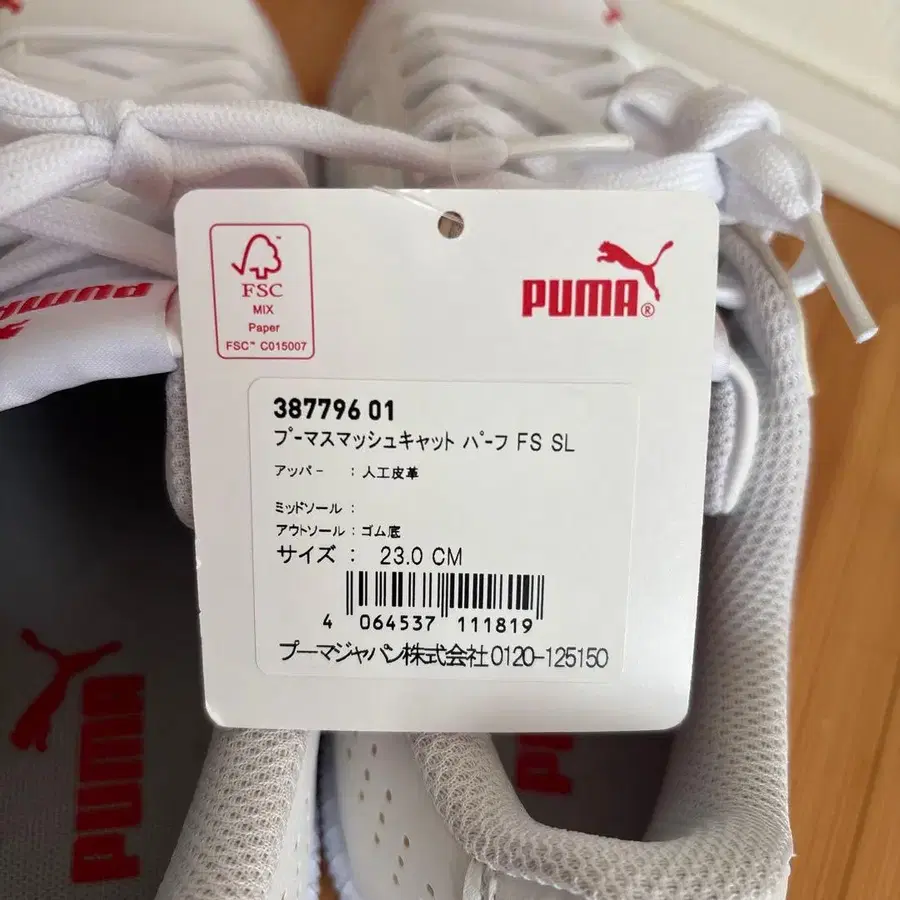 FSC
MIX
Paper
FSC™ C015007
PUMA®
387796 01
プーマスマッシュキャット パーフ FS SL
アッパー : 人工皮革
ミッドソール :
アウトソール : ゴム底
サイズ : 23.0 CM
4 064537 111819
プーマジャパン株式会社 0120-125150
PUMA
PUMA